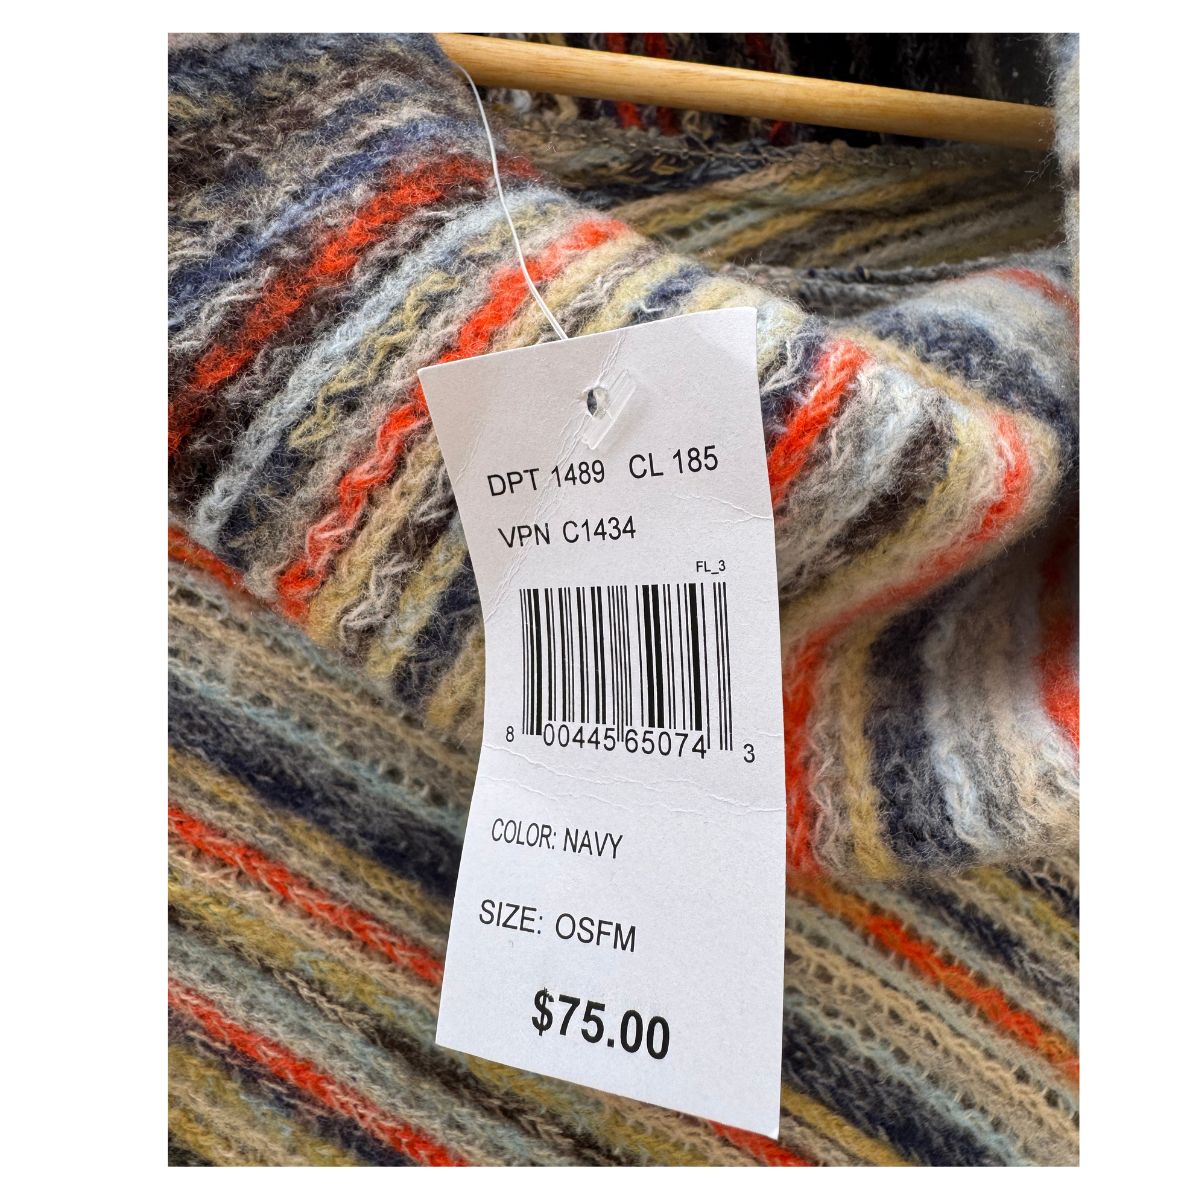 DPT 1489 CL 185
VPN C1434
FL_3
8 00445 65074 3
COLOR: NAVY
SIZE: OSFM
$75.00